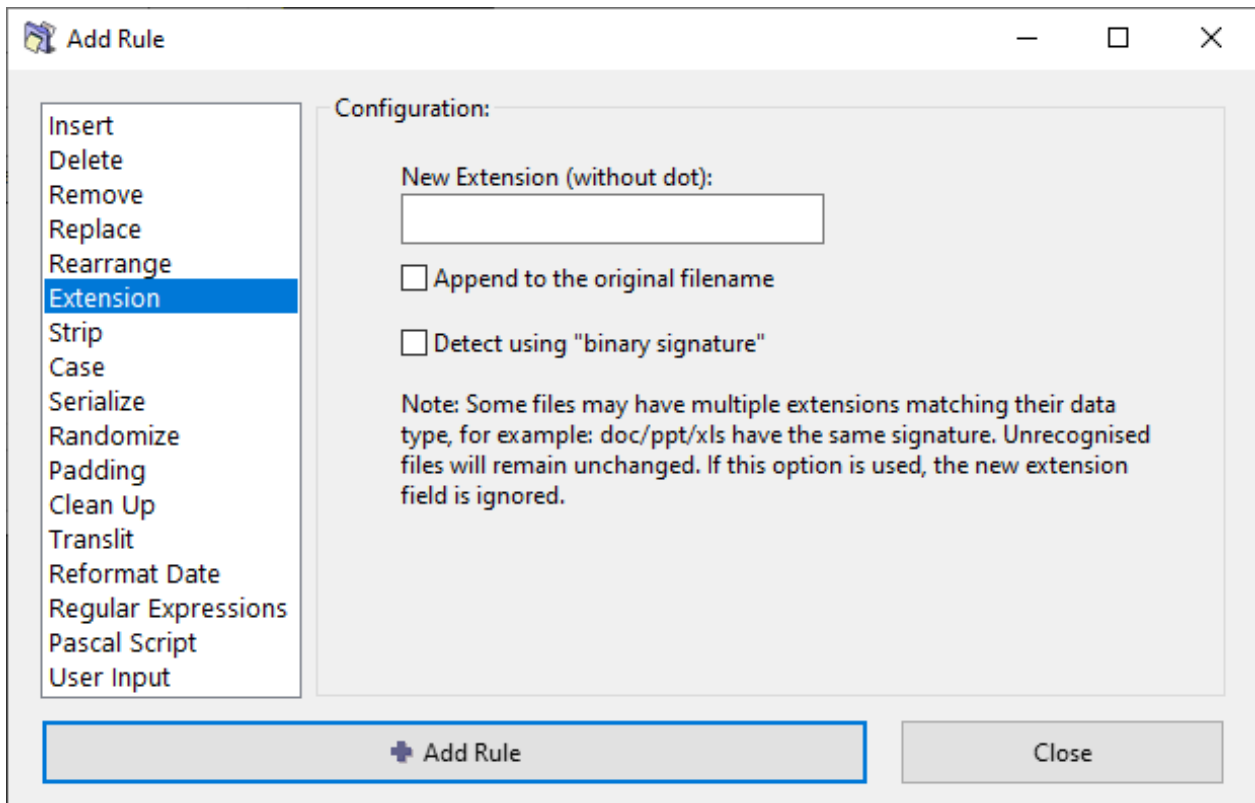 Add Rule
Insert
Delete
Remove
Replace
Rearrange
Extension
Strip
Case
Serialize
Randomize
Padding
Clean Up
Translit
Reformat Date
Regular Expressions
Pascal Script
User Input
Configuration:
New Extension (without dot):
Append to the original filename
Detect using "binary signature"
Note: Some files may have multiple extensions matching their data
type, for example: doc/ppt/xls have the same signature. Unrecognised
files will remain unchanged. If this option is used, the new extension
field is ignored.
Add Rule
Close